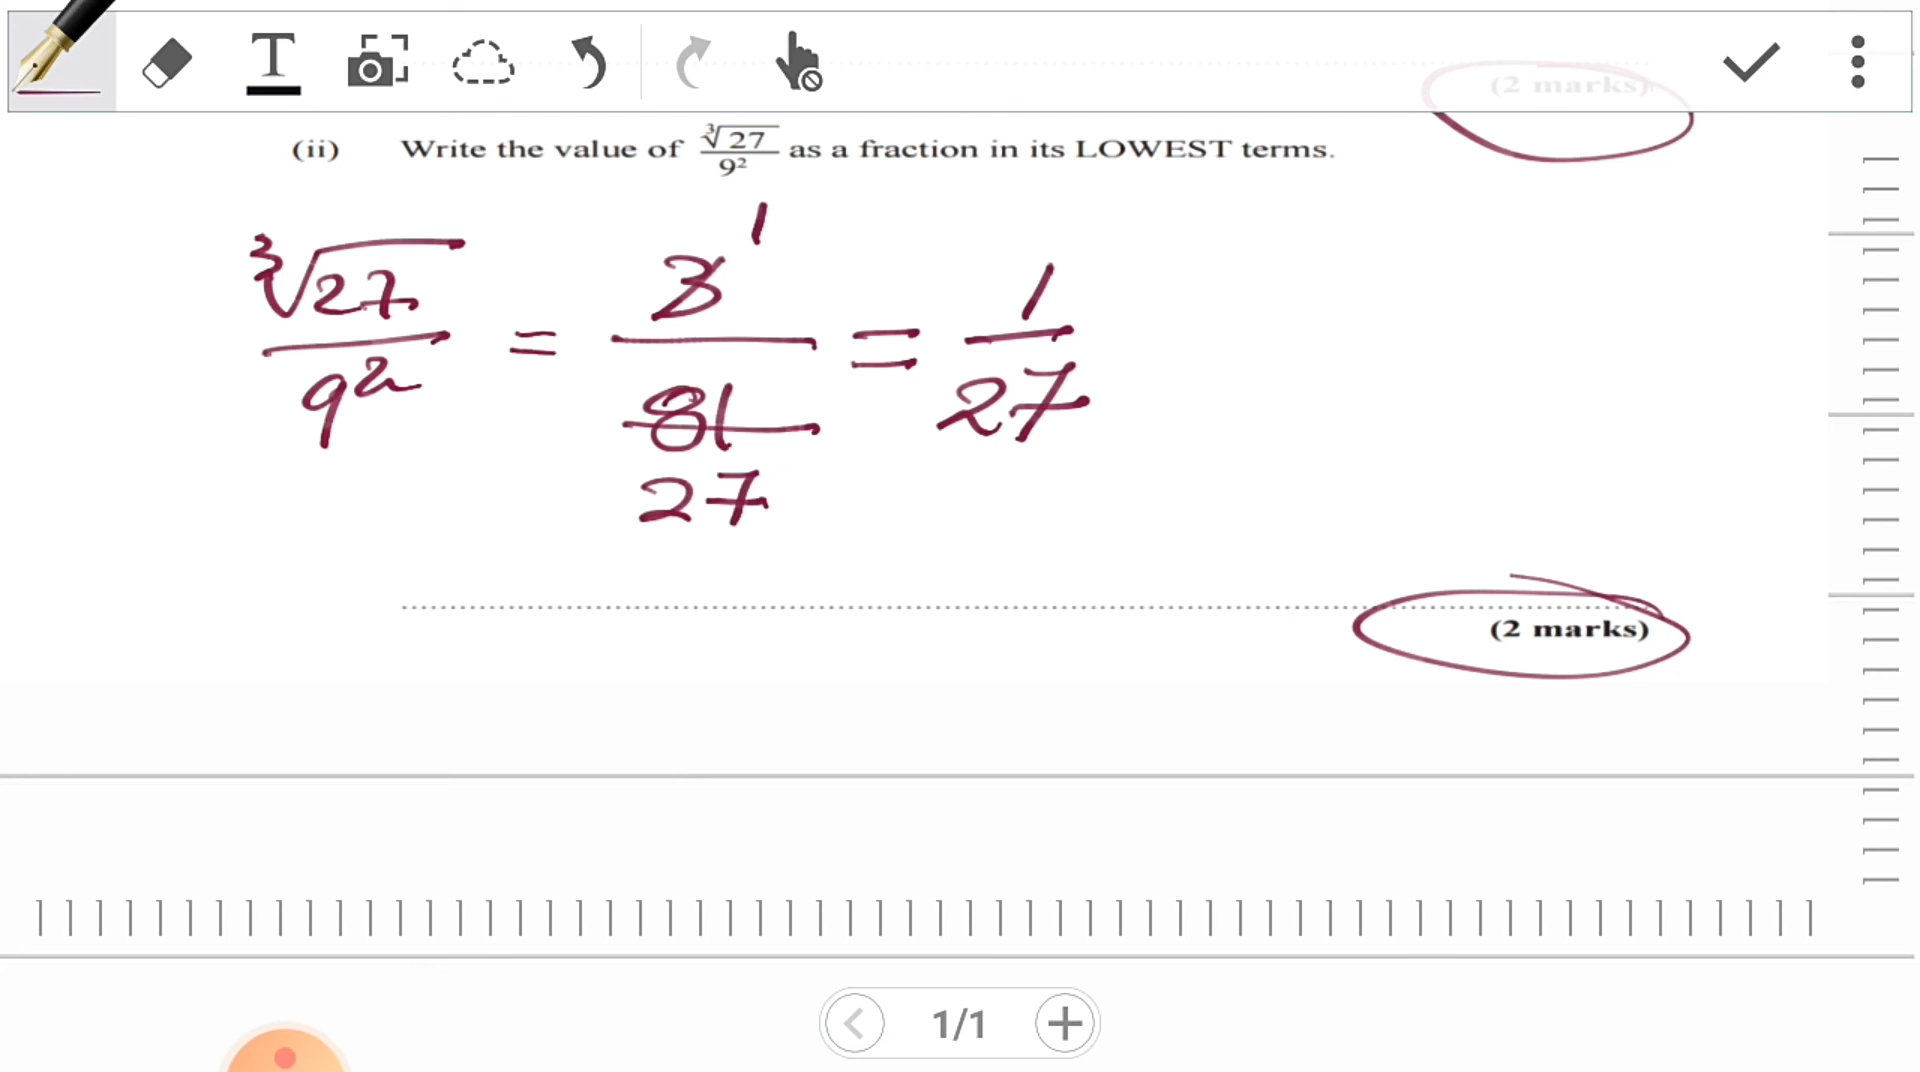 T
(2 marks)
(ii) Write the value of ∛27/9² as a fraction in its LOWEST terms.
∛27/9² = 3/81 = 1/27
1
27
(2 marks)
1/1